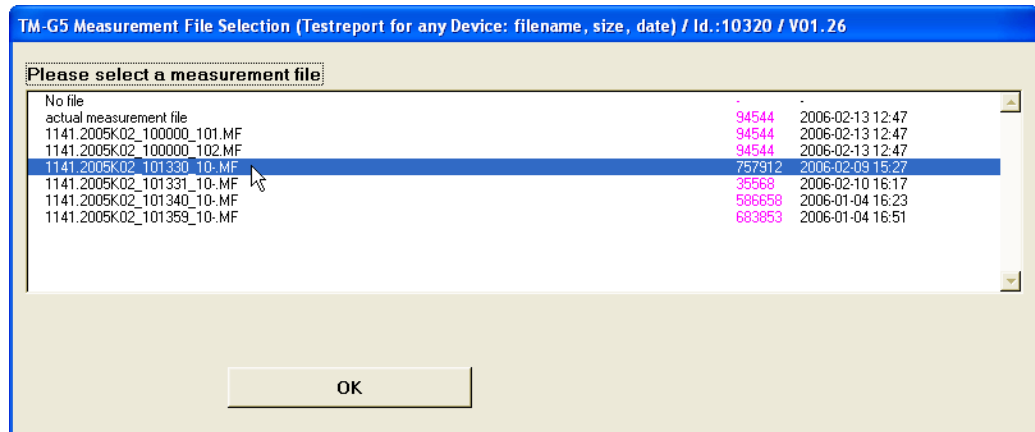 TM-G5 Measurement File Selection (Testreport for any Device: filename, size, date) / Id.:10320 / V01.26
Please select a measurement file
No file - -
actual measurement file 94544 2006-02-13 12:47
1141.2005K02_100000_101.MF 94544 2006-02-13 12:47
1141.2005K02_100000_102.MF 94544 2006-02-13 12:47
1141.2005K02_101330_10-.MF 757912 2006-02-09 15:27
1141.2005K02_101331_10-.MF 35568 2006-02-10 16:17
1141.2005K02_101340_10-.MF 586658 2006-01-04 16:23
1141.2005K02_101359_10-.MF 683853 2006-01-04 16:51
OK